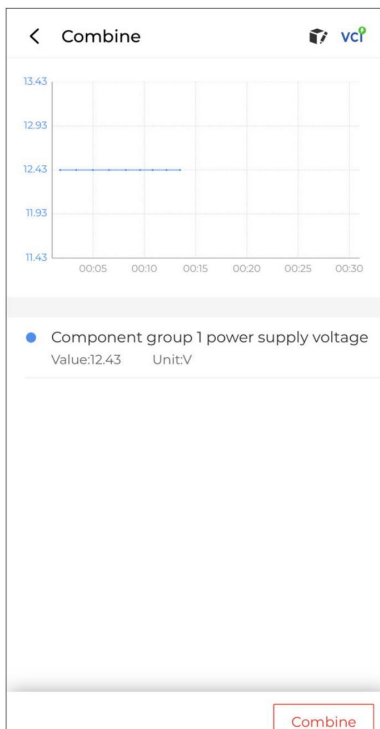 Combine
vci
13.43
12.93
12.43
11.93
11.43
00:05 00:10 00:15 00:20 00:25 00:30
Component group 1 power supply voltage
Value:12.43 Unit:V
Combine